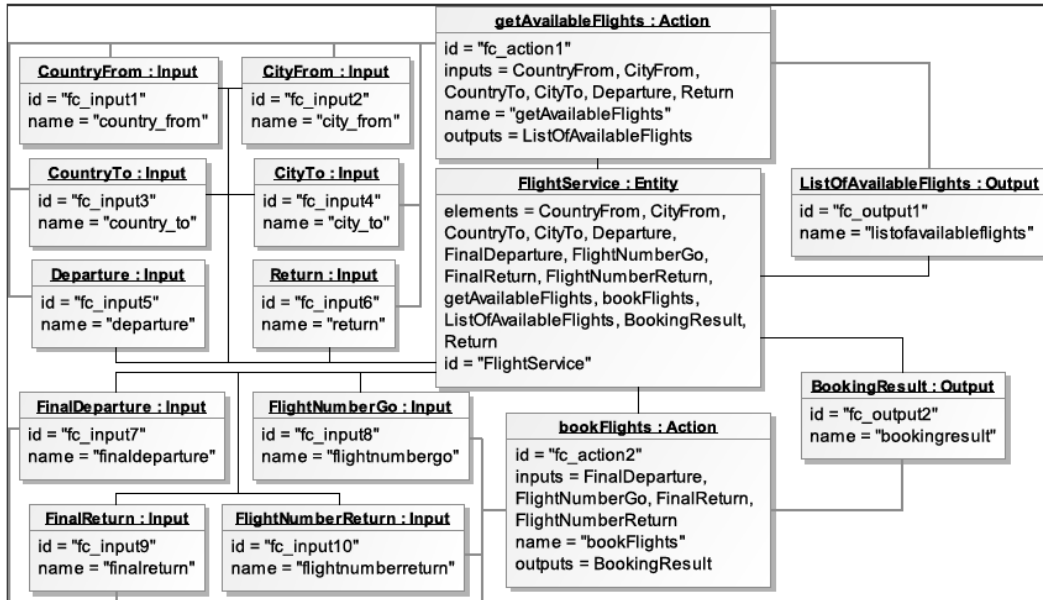 getAvailableFlights : Action
id = "fc_action1"
inputs = CountryFrom, CityFrom,
CountryTo, CityTo, Departure, Return
name = "getAvailableFlights"
outputs = ListOfAvailableFlights
CountryFrom : Input
id = "fc_input1"
name = "country_from"
CityFrom : Input
id = "fc_input2"
name = "city_from"
CountryTo : Input
id = "fc_input3"
name = "country_to"
CityTo : Input
id = "fc_input4"
name = "city_to"
FlightService : Entity
elements = CountryFrom, CityFrom,
CountryTo, CityTo, Departure,
FinalDeparture, FlightNumberGo,
FinalReturn, FlightNumberReturn,
getAvailableFlights, bookFlights,
ListOfAvailableFlights, BookingResult,
Return
id = "FlightService"
ListOfAvailableFlights : Output
id = "fc_output1"
name = "listofavailableflights"
Departure : Input
id = "fc_input5"
name = "departure"
Return : Input
id = "fc_input6"
name = "return"
BookingResult : Output
id = "fc_output2"
name = "bookingresult"
FinalDeparture : Input
id = "fc_input7"
name = "finaldeparture"
FlightNumberGo : Input
id = "fc_input8"
name = "flightnumbergo"
bookFlights : Action
id = "fc_action2"
inputs = FinalDeparture,
FlightNumberGo, FinalReturn,
FlightNumberReturn
name = "bookFlights"
outputs = BookingResult
FinalReturn : Input
id = "fc_input9"
name = "finalreturn"
FlightNumberReturn : Input
id = "fc_input10"
name = "flightnumberreturn"